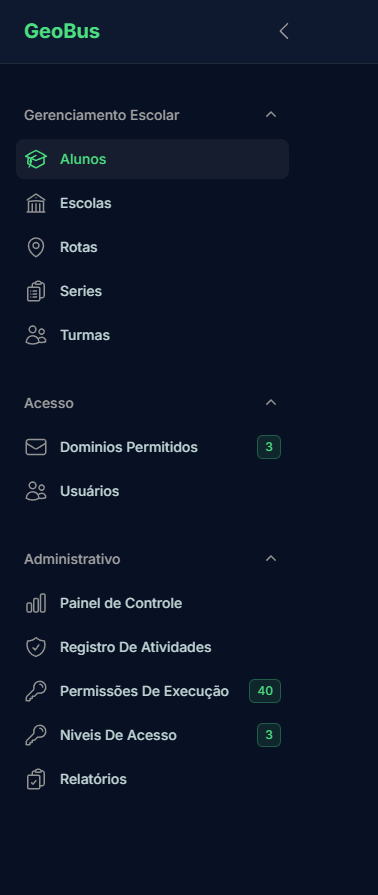 GeoBus
Gerenciamento Escolar
Alunos
Escolas
Rotas
Series
Turmas
Acesso
Dominios Permitidos 3
Usuários
Administrativo
Painel de Controle
Registro De Atividades
Permissões De Execução 40
Niveis De Acesso 3
Relatórios